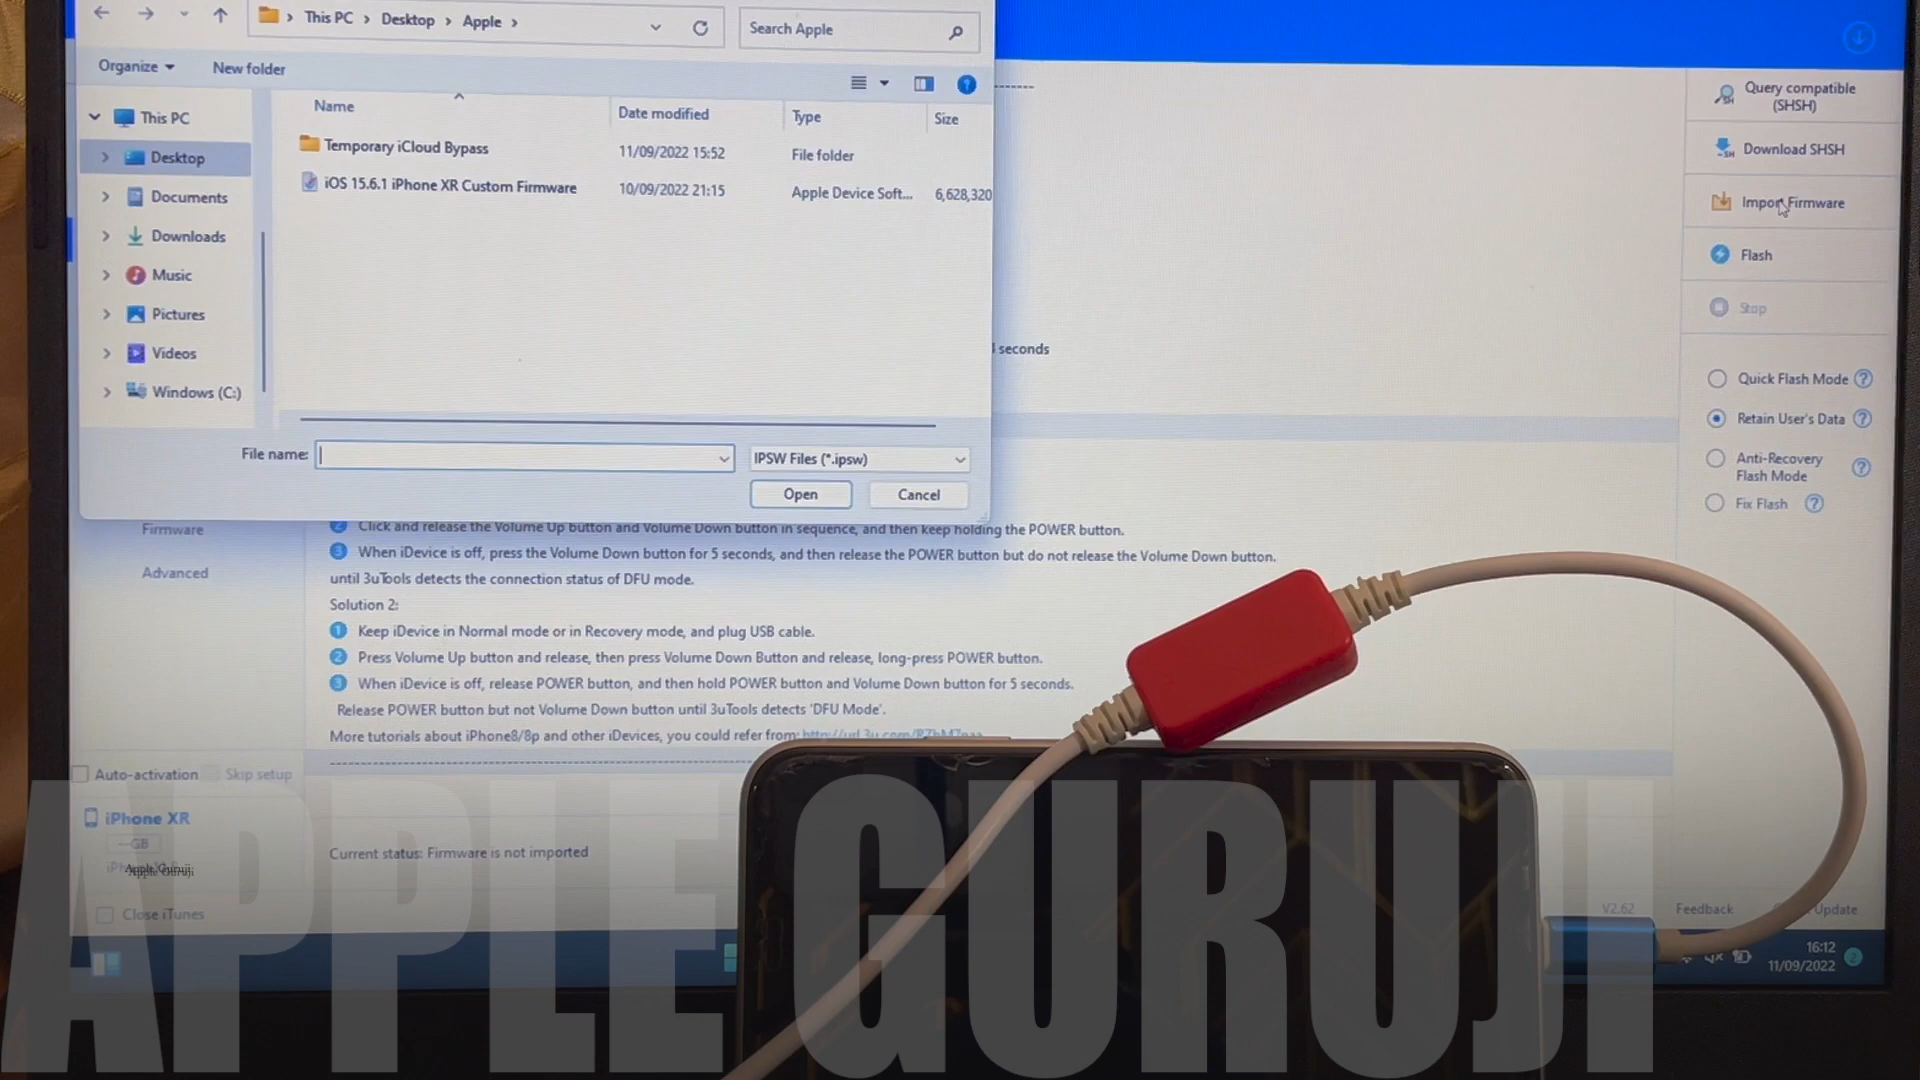 This PC > Desktop > Apple >
Search Apple
Organize
New folder
Name
Date modified
Type
Size
Temporary iCloud Bypass
11/09/2022 15:52
File folder
iOS 15.6.1 iPhone XR Custom Firmware
10/09/2022 21:15
Apple Device Soft...
6,628,320
This PC
Desktop
Documents
Downloads
Music
Pictures
Videos
Windows (C:)
File name:
IPSW Files (*.ipsw)
Open
Cancel
Query compatible
(SHSH)
Download SHSH
Import Firmware
Flash
Stop
Quick Flash Mode
Retain User's Data
Anti-Recovery
Flash Mode
Fix Flash
seconds
Firmware
Advanced
2 Click and release the Volume Up button and Volume Down button in sequence, and then keep holding the POWER button.
3 When iDevice is off, press the Volume Down button for 5 seconds, and then release the POWER button but do not release the Volume Down button.
until 3uTools detects the connection status of DFU mode.
Solution 2:
1 Keep iDevice in Normal mode or in Recovery mode, and plug USB cable.
2 Press Volume Up button and release, then press Volume Down Button and release, long-press POWER button.
3 When iDevice is off, release POWER button, and then hold POWER button and Volume Down button for 5 seconds.
Release POWER button but not Volume Down button until 3uTools detects 'DFU Mode'.
More tutorials about iPhone8/8p and other iDevices, you could refer from:
Auto-activation
Skip setup
iPhone XR
--GB
Apple Guruji
Current status: Firmware is not imported
Close iTunes
V2.62
Feedback
Update
16:12
11/09/2022
2
APPLE GURUJI